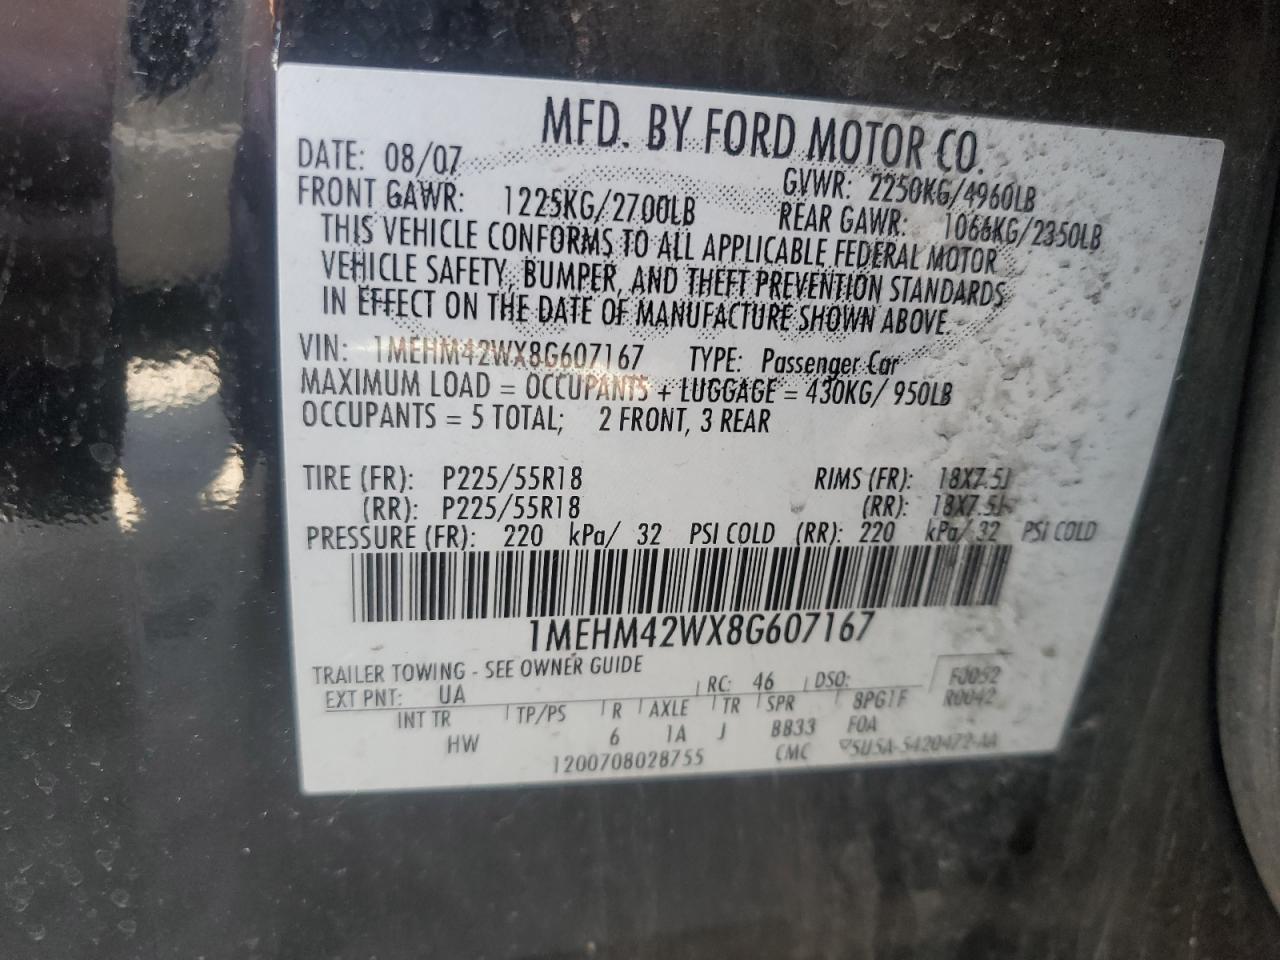 MFD. BY FORD MOTOR CO.
DATE: 08/07 GVWR: 2250KG/4960LB
FRONT GAWR: 1225KG/2700LB REAR GAWR: 1066KG/2350LB
THIS VEHICLE CONFORMS TO ALL APPLICABLE FEDERAL MOTOR
VEHICLE SAFETY, BUMPER, AND THEFT PREVENTION STANDARDS
IN EFFECT ON THE DATE OF MANUFACTURE SHOWN ABOVE.
VIN: 1MEHM42WX8G607167 TYPE: Passenger Car
MAXIMUM LOAD = OCCUPANTS + LUGGAGE = 430KG/ 950LB
OCCUPANTS = 5 TOTAL; 2 FRONT, 3 REAR
TIRE (FR): P225/55R18 RIMS (FR): 18X7.5J
(RR): P225/55R18 (RR): 18X7.5J
PRESSURE (FR): 220 kPa/ 32 PSI COLD (RR): 220 kPa/ 32 PSI COLD
1MEHM42WX8G607167
TRAILER TOWING - SEE OWNER GUIDE
EXT PNT: UA RC: 46 DSO: F0052
INT TR TP/PS R AXLE TR SPR 8PG1F R0042
HW 6 1A J BB33 FOA
1200708028755 CMC 5U5A-5420472-AA